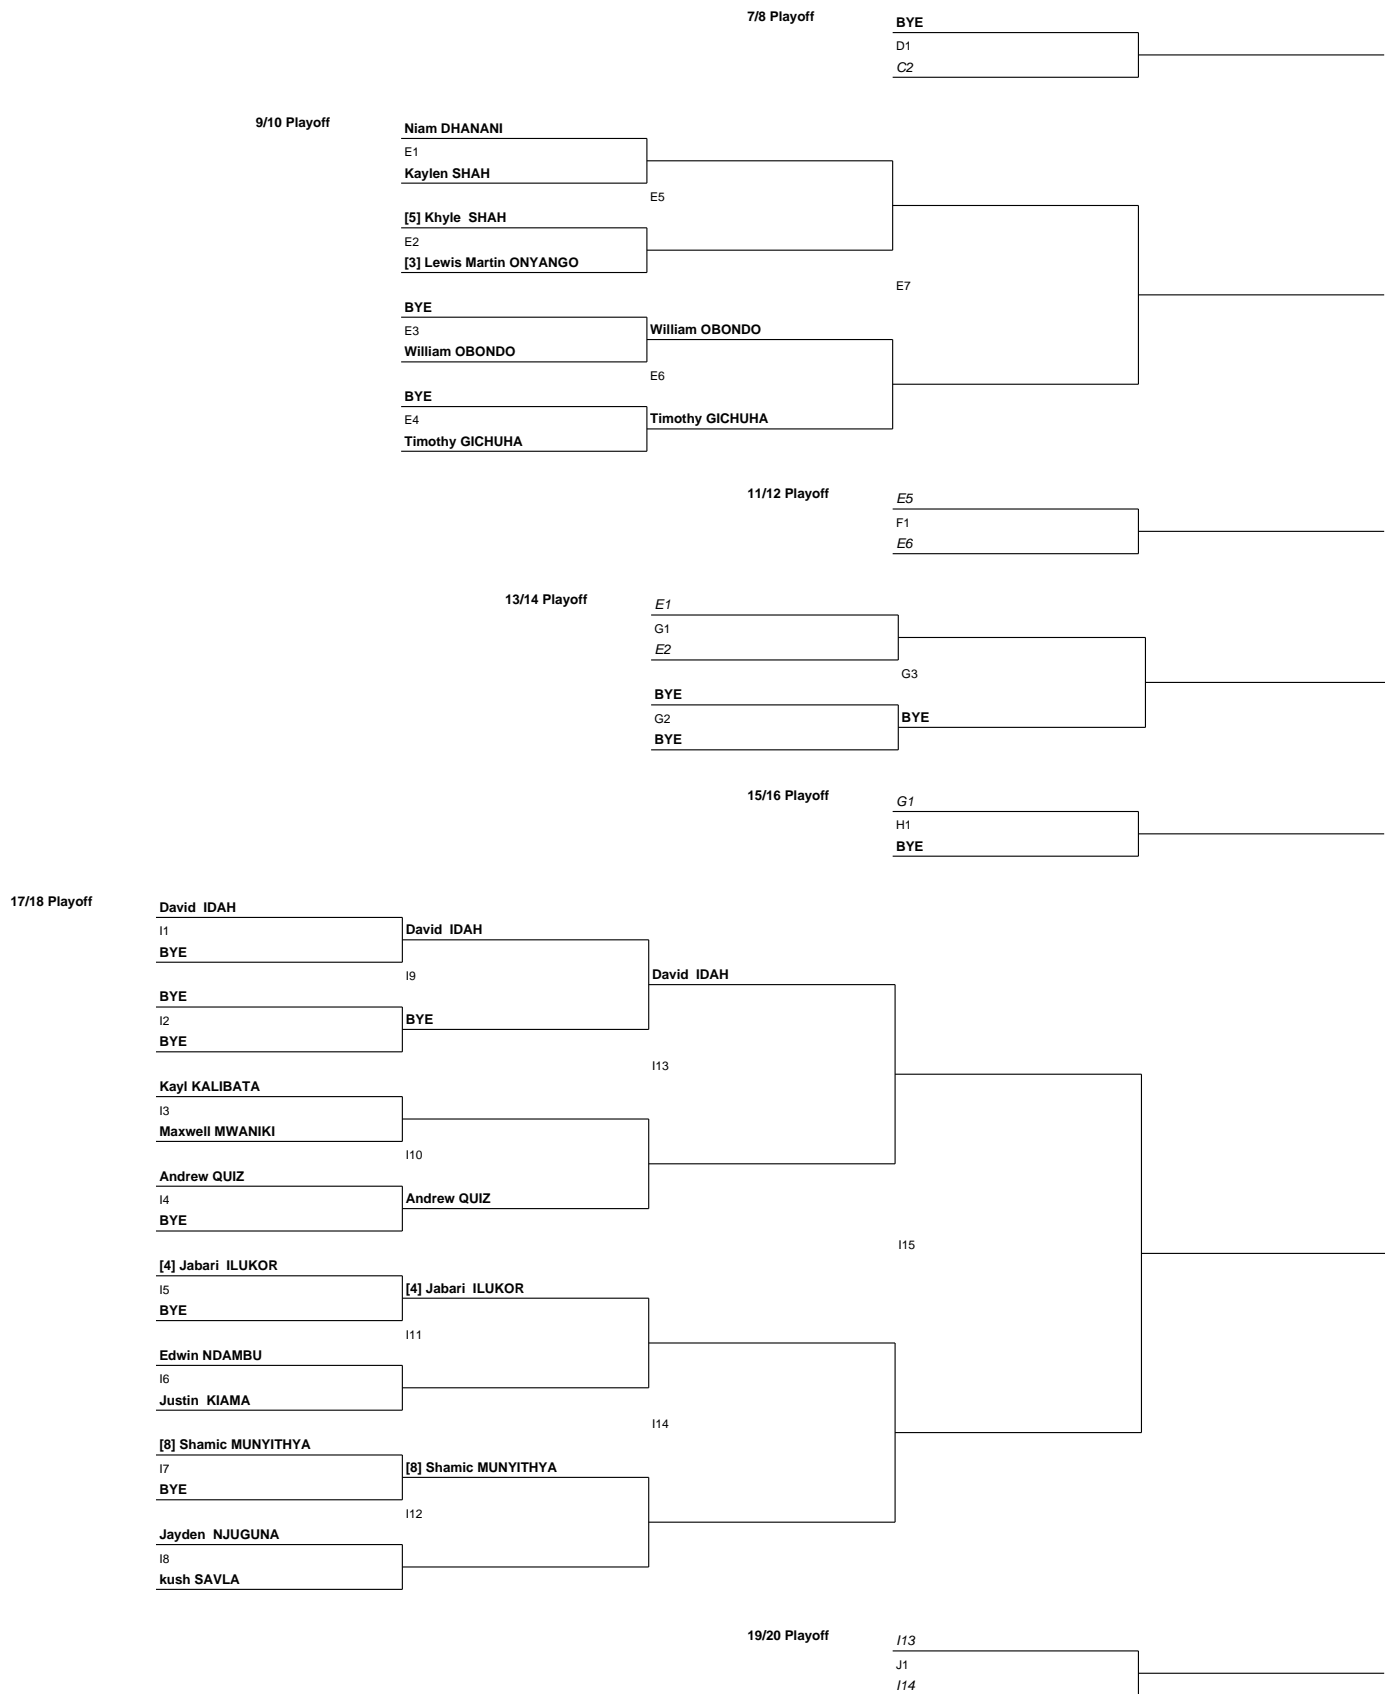 7/8 Playoff
BYE
D1
C2
9/10 Playoff
Niam DHANANI
E1
Kaylen SHAH
E5
[5] Khyle  SHAH
E2
[3] Lewis Martin ONYANGO
E7
BYE
E3
William OBONDO
William OBONDO
E6
BYE
E4
Timothy GICHUHA
Timothy GICHUHA
11/12 Playoff
E5
F1
E6
13/14 Playoff
E1
G1
E2
G3
BYE
G2
BYE
BYE
15/16 Playoff
G1
H1
BYE
17/18 Playoff
David  IDAH
I1
David  IDAH
BYE
I9
David  IDAH
BYE
I2
BYE
BYE
I13
Kayl KALIBATA
I3
Maxwell MWANIKI
I10
Andrew QUIZ
I4
Andrew QUIZ
BYE
I15
[4] Jabari  ILUKOR
I5
[4] Jabari  ILUKOR
BYE
I11
Edwin NDAMBU
I6
Justin  KIAMA
I14
[8] Shamic MUNYITHYA
I7
[8] Shamic MUNYITHYA
BYE
I12
Jayden  NJUGUNA
I8
kush SAVLA
19/20 Playoff
I13
J1
I14